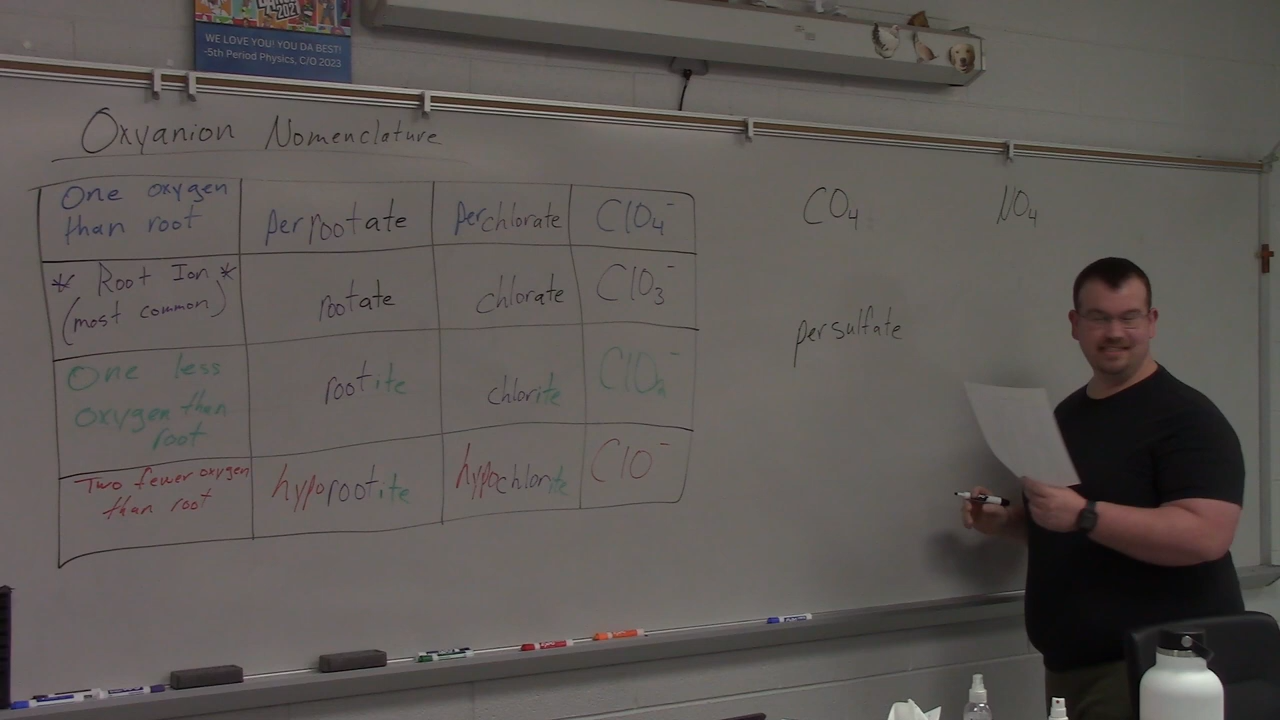 WE LOVE YOU! YOU DA BEST!
-5th Period Physics, C/O 2023
Oxyanion Nomenclature
One oxygen
than root
perrootate
perchlorate
ClO4-
* Root Ion *
(most common)
rootate
chlorate
ClO3-
One less
oxygen than
root
rootite
chlorite
ClO2-
Two fewer oxygen
than root
hyporootite
hypochlorite
ClO-
CO4
NO4
persulfate